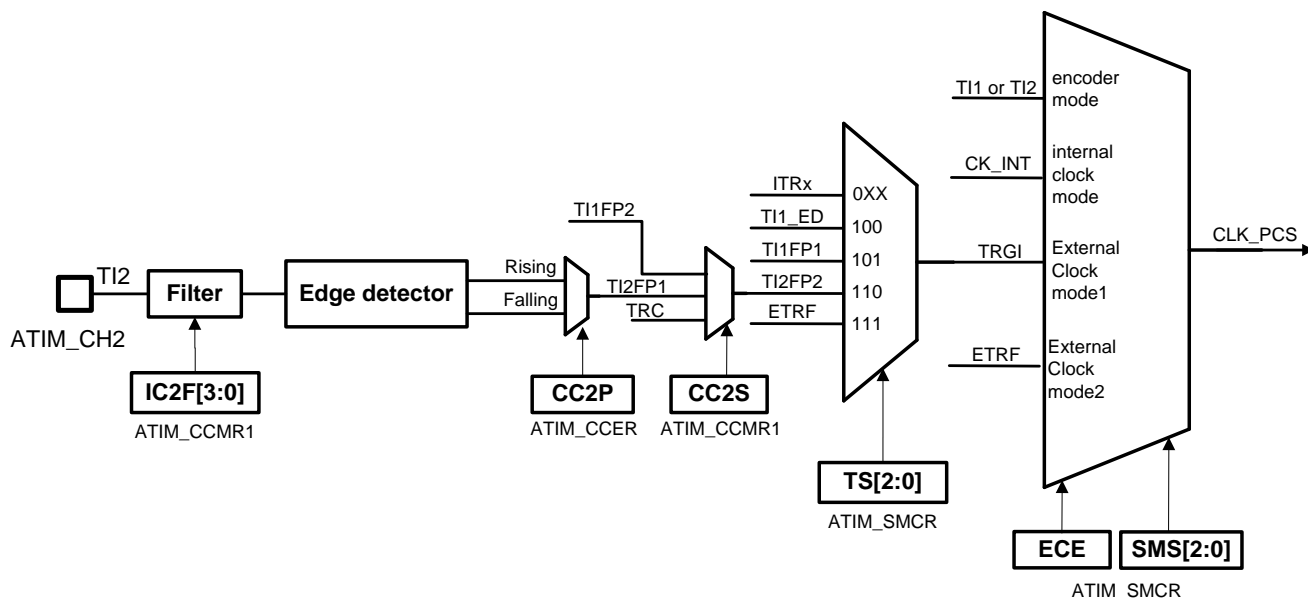 TI1 or TI2
encoder
mode
CK_INT
internal
clock
mode
ITRx
0XX
TI1_ED
100
TI1FP2
TI1FP1
101
TRGI
External
Clock
mode1
CLK_PCS
TI2
Filter
Edge detector
Rising
Falling
TI2FP1
TRC
TI2FP2
110
ETRF
111
ATIM_CH2
ETRF
External
Clock
mode2
IC2F[3:0]
CC2P
CC2S
ATIM_CCMR1
ATIM_CCER
ATIM_CCMR1
TS[2:0]
ATIM_SMCR
ECE
SMS[2:0]
ATIM_SMCR